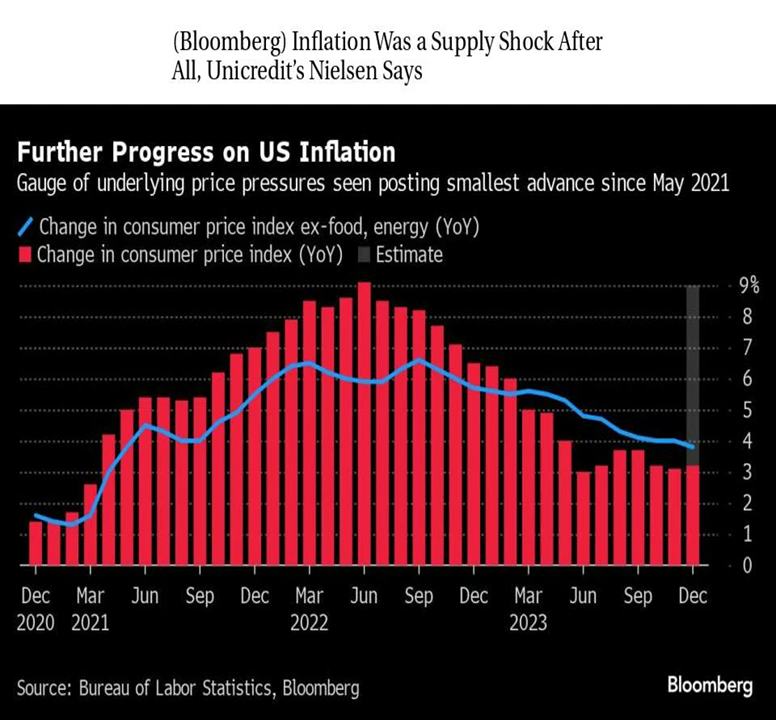 (Bloomberg) Inflation Was a Supply Shock After
All, Unicredit's Nielsen Says
Further Progress on US Inflation
Gauge of underlying price pressures seen posting smallest advance since May 2021
Change in consumer price index ex-food, energy (YoY)
Change in consumer price index (YoY) Estimate
9%
8
7
6
5
4
3
2
1
0
Dec Mar Jun Sep Dec Mar Jun Sep Dec Mar Jun Sep Dec
2020 2021 2022 2023
Source: Bureau of Labor Statistics, Bloomberg
Bloomberg